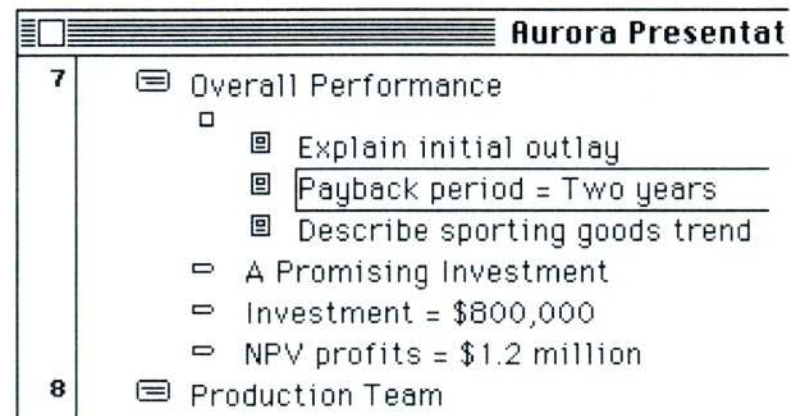 Aurora Presentat
7 Overall Performance
Explain initial outlay
Payback period = Two years
Describe sporting goods trend
A Promising Investment
Investment = $800,000
NPV profits = $1.2 million
8 Production Team